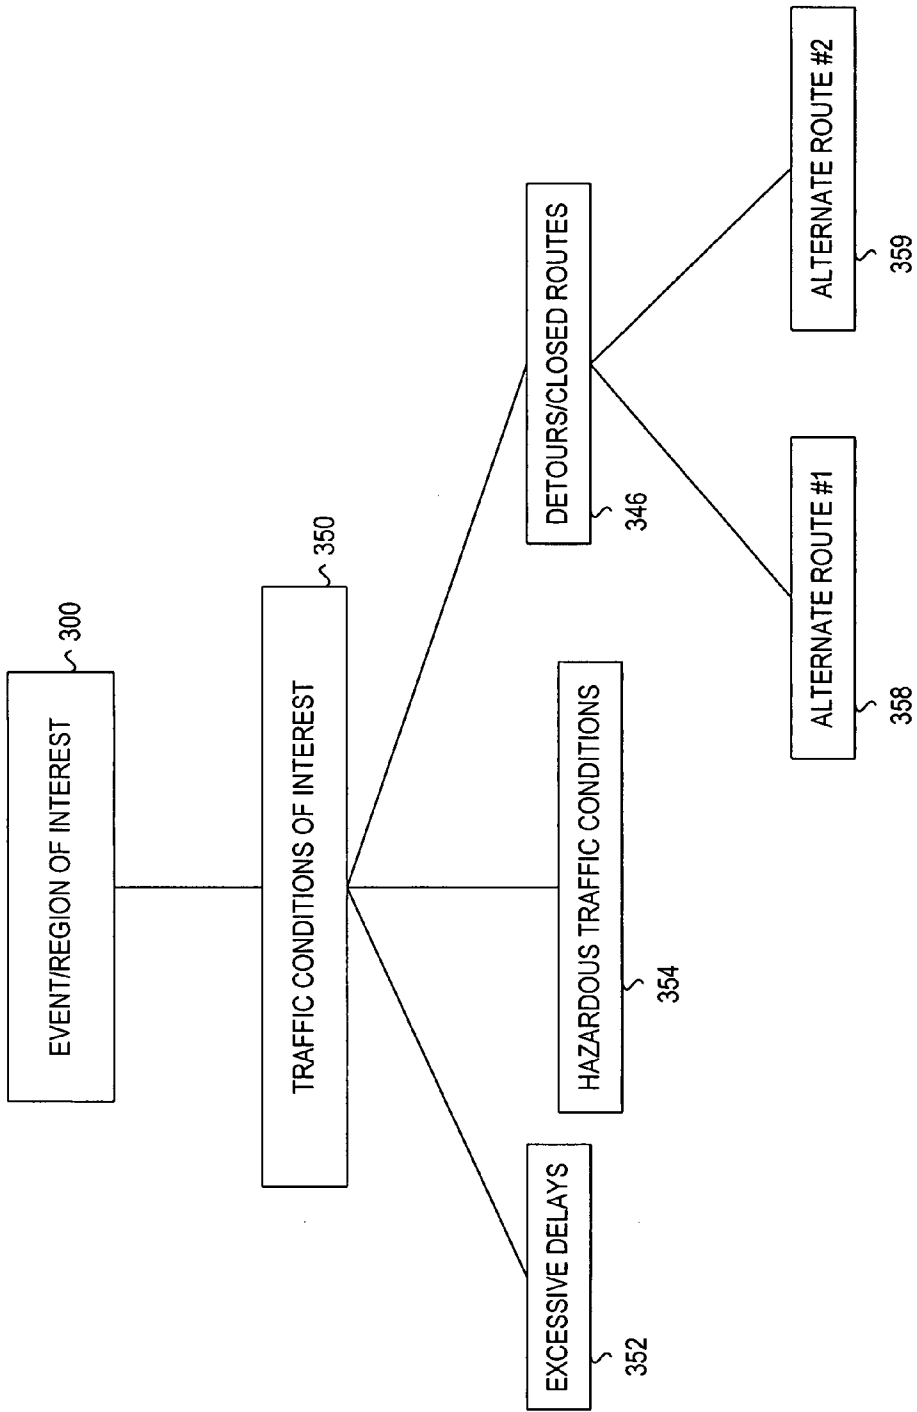 EVENT/REGION OF INTEREST
300
TRAFFIC CONDITIONS OF INTEREST
350
EXCESSIVE DELAYS
352
HAZARDOUS TRAFFIC CONDITIONS
354
DETOURS/CLOSED ROUTES
346
ALTERNATE ROUTE #1
358
ALTERNATE ROUTE #2
359